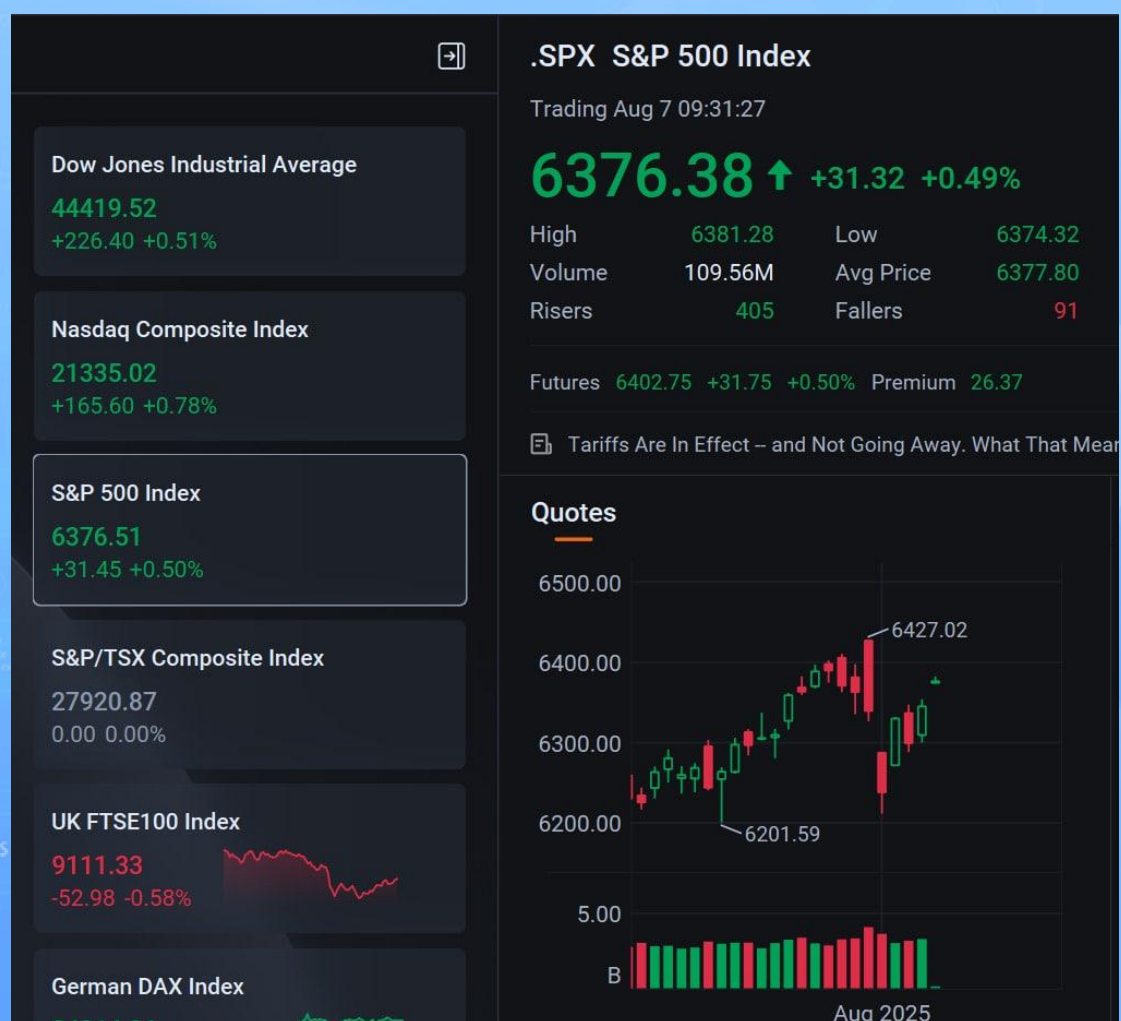 Dow Jones Industrial Average
44419.52
+226.40 +0.51%
Nasdaq Composite Index
21335.02
+165.60 +0.78%
S&P 500 Index
6376.51
+31.45 +0.50%
S&P/TSX Composite Index
27920.87
0.00 0.00%
UK FTSE100 Index
9111.33
-52.98 -0.58%
German DAX Index
.SPX S&P 500 Index
Trading Aug 7 09:31:27
6376.38 +31.32 +0.49%
High 6381.28 Low 6374.32
Volume 109.56M Avg Price 6377.80
Risers 405 Fallers 91
Futures 6402.75 +31.75 +0.50% Premium 26.37
Tariffs Are In Effect -- and Not Going Away. What That Mear
Quotes
6500.00
6427.02
6400.00
6300.00
6200.00
6201.59
5.00
B
Aug 2025